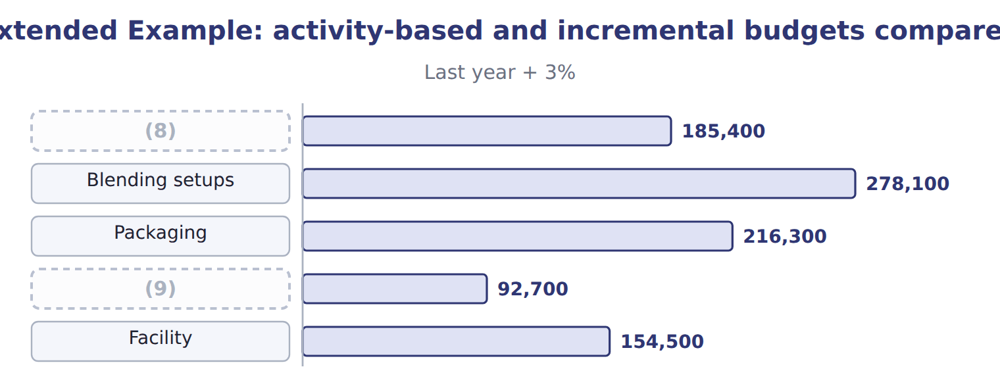 xtended Example: activity-based and incremental budgets compare
Last year + 3%
(8)
185,400
Blending setups
278,100
Packaging
216,300
(9)
92,700
Facility
154,500